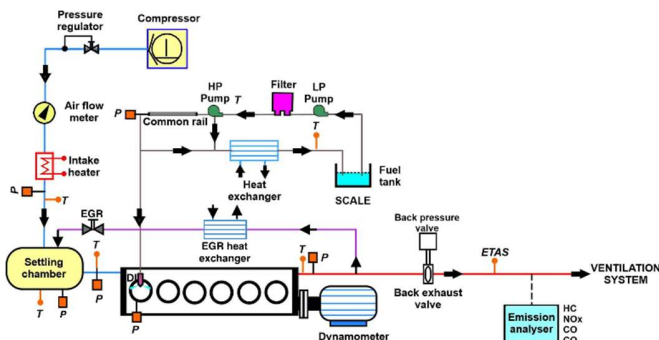 Pressure
regulator
Compressor
Air flow
meter
Intake
heater
P
T
HP
Pump
T
Filter
LP
Pump
P
Common rail
T
Heat
exchanger
Fuel
tank
SCALE
EGR
EGR heat
exchanger
Settling
chamber
T
P
T
P
DI
P
T
P
Dynamometer
Back pressure
valve
Back exhaust
valve
ETAS
VENTILATION
SYSTEM
Emission
analyser
HC
NOx
CO